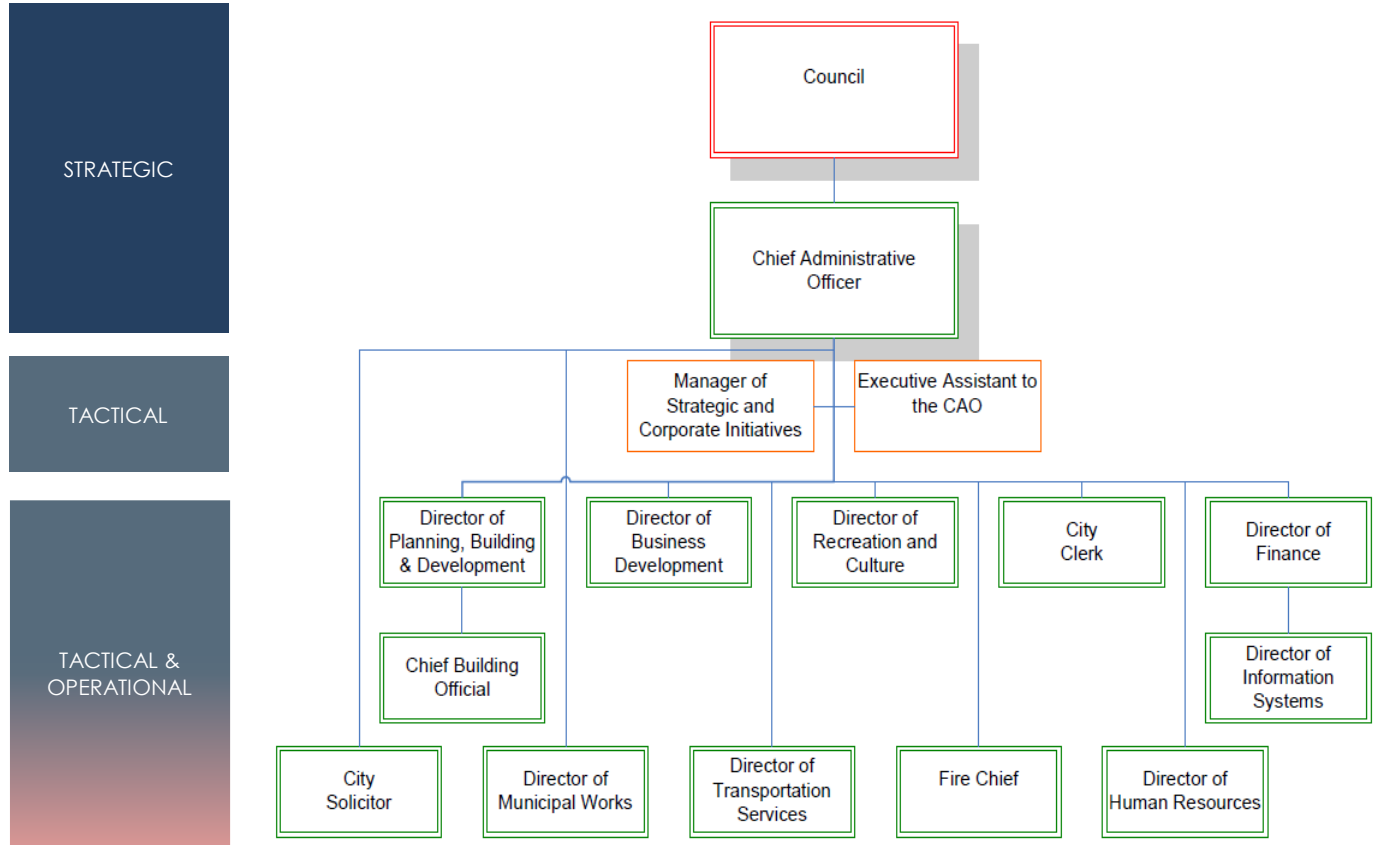 STRATEGIC
Council
Chief Administrative
Officer
TACTICAL
Manager of
Strategic and
Corporate Initiatives
Executive Assistant to
the CAO
TACTICAL &
OPERATIONAL
Director of
Planning, Building
& Development
Director of
Business
Development
Director of
Recreation and
Culture
City
Clerk
Director of
Finance
Chief Building
Official
Director of
Information
Systems
City
Solicitor
Director of
Municipal Works
Director of
Transportation
Services
Fire Chief
Director of
Human Resources